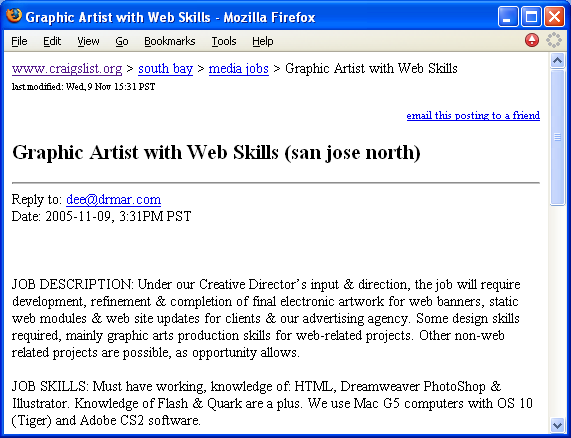 Graphic Artist with Web Skills - Mozilla Firefox
File Edit View Go Bookmarks Tools Help
www.craigslist.org > south bay > media jobs > Graphic Artist with Web Skills
last modified: Wed, 9 Nov 15:31 PST
email this posting to a friend
Graphic Artist with Web Skills (san jose north)
Reply to: dee@drmar.com
Date: 2005-11-09, 3:31PM PST
JOB DESCRIPTION: Under our Creative Director's input & direction, the job will require
development, refinement & completion of final electronic artwork for web banners, static
web modules & web site updates for clients & our advertising agency. Some design skills
required, mainly graphic arts production skills for web-related projects. Other non-web
related projects are possible, as opportunity allows.
JOB SKILLS: Must have working, knowledge of: HTML, Dreamweaver PhotoShop &
Illustrator. Knowledge of Flash & Quark are a plus. We use Mac G5 computers with OS 10
(Tiger) and Adobe CS2 software.